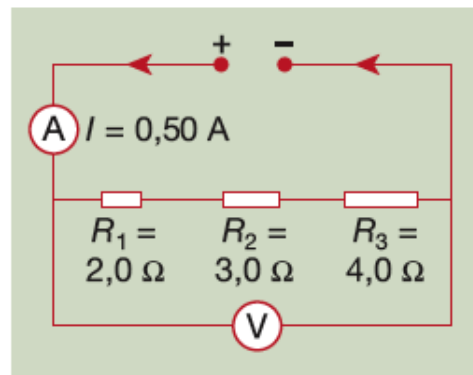 + −
A I = 0,50 A
R₁ = R₂ = R₃ =
2,0 Ω 3,0 Ω 4,0 Ω
V